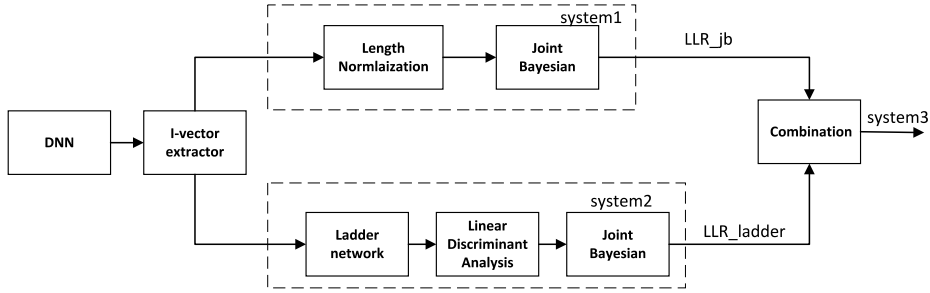 system1
Length
Normlaization
Joint
Bayesian
LLR_jb
DNN
I-vector
extractor
Combination
system3
system2
Ladder
network
Linear
Discriminant
Analysis
Joint
Bayesian
LLR_ladder